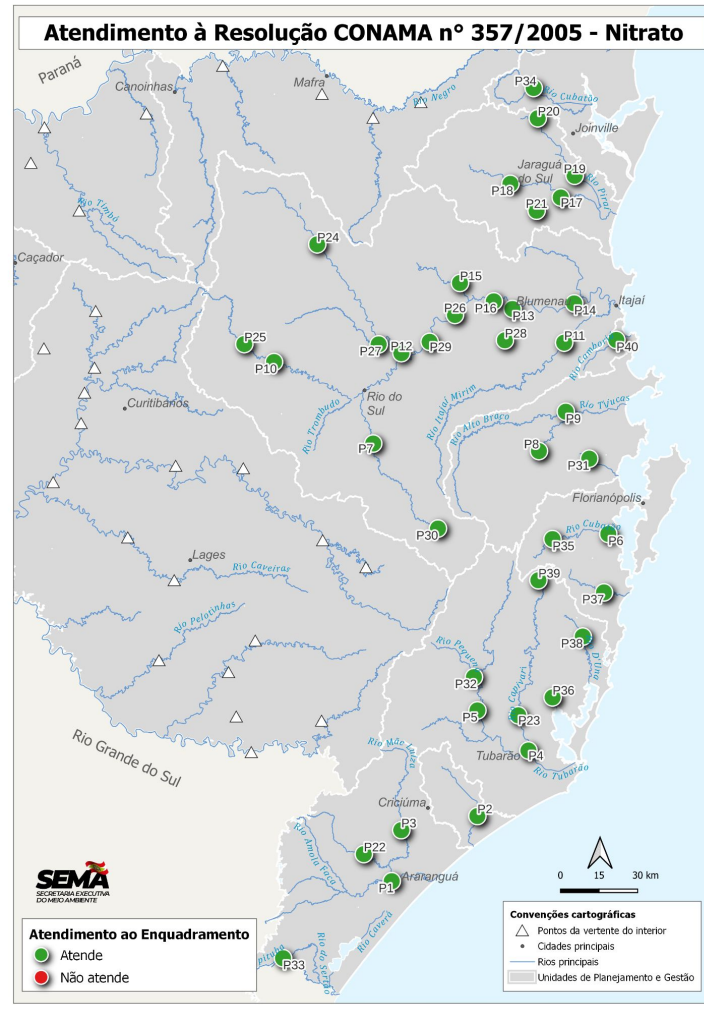 Atendimento à Resolução CONAMA n° 357/2005 - Nitrato
Paraná
Canoinhas
Mafra
Rio Negro
P34
Rio Cubatão
P20
Joinville
Jaraguá
do Sul
P19
P18
Rio Piraí
P17
P21
Rio Timbó
P24
Caçador
P15
P26
P16
Blumenau
P13
P14
Itajaí
P25
P10
P27
P12
P29
P28
P11
P40
Rio Camboriú
Rio do
Sul
Rio Itajaí Mirim
Curitibanos
Rio Trombudo
Rio Alto Braço
P9
Rio Tijucas
P7
P8
P31
Florianópolis
P30
Rio Cubatão
P35
P6
Lages
Rio Caveiras
P39
P37
Rio Pelotinhas
P38
Rio Pequeno
D'Una
P32
Capivari
P36
P5
P23
Rio Grande do Sul
Rio Mão Luiza
Tubarão
P4
Rio Tubarão
Criciúma
P2
P3
Rio Amola Faca
P22
P1
Araranguá
Rio Caverá
Rio do Sertão
P33
0 15 30 km
SEMA
SECRETARIA EXECUTIVA
DO MEIO AMBIENTE
Atendimento ao Enquadramento
Atende
Não atende
Convenções cartográficas
Pontos da vertente do interior
Cidades principais
Rios principais
Unidades de Planejamento e Gestão